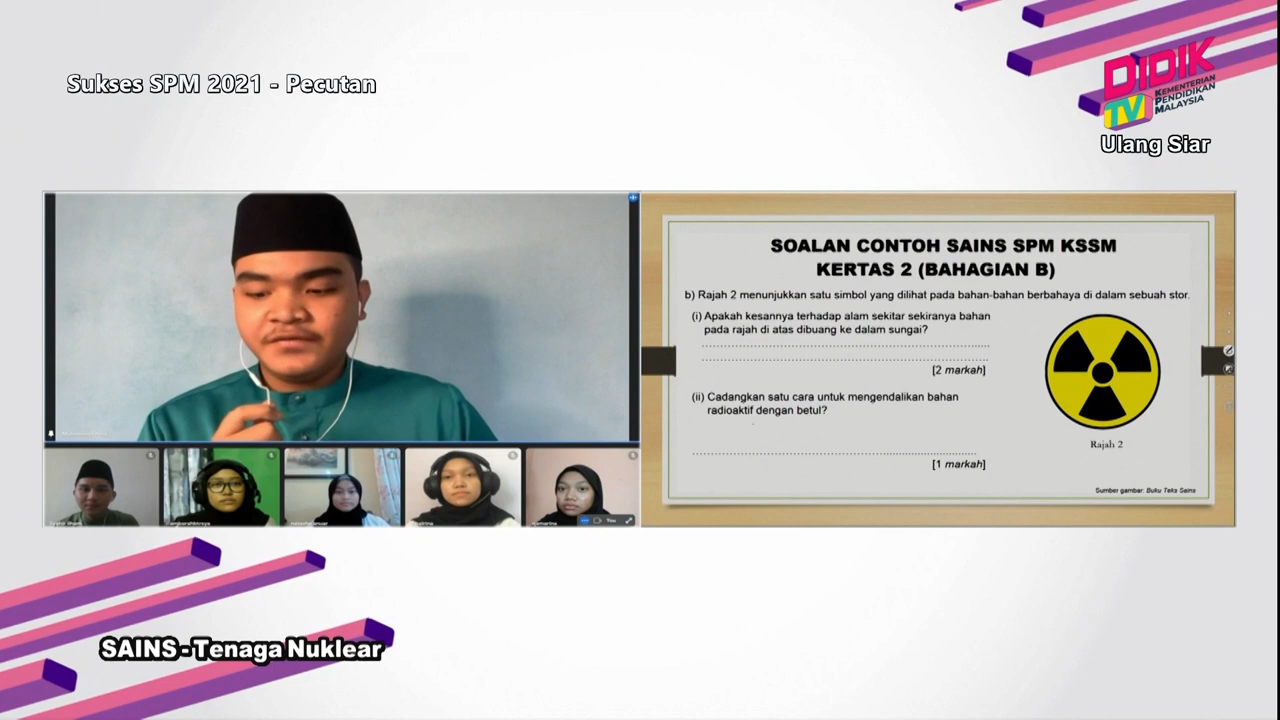 Sukses SPM 2021 - Pecutan
DIDIK
TV
KEMENTERIAN
PENDIDIKAN
MALAYSIA
Ulang Siar
SOALAN CONTOH SAINS SPM KSSM
KERTAS 2 (BAHAGIAN B)
b) Rajah 2 menunjukkan satu simbol yang dilihat pada bahan-bahan berbahaya di dalam sebuah stor.
(i) Apakah kesannya terhadap alam sekitar sekiranya bahan
pada rajah di atas dibuang ke dalam sungai?
[2 markah]
(ii) Cadangkan satu cara untuk mengendalikan bahan
radioaktif dengan betul?
[1 markah]
Rajah 2
Sumber gambar: Buku Teks Sains
You
SAINS - Tenaga Nuklear